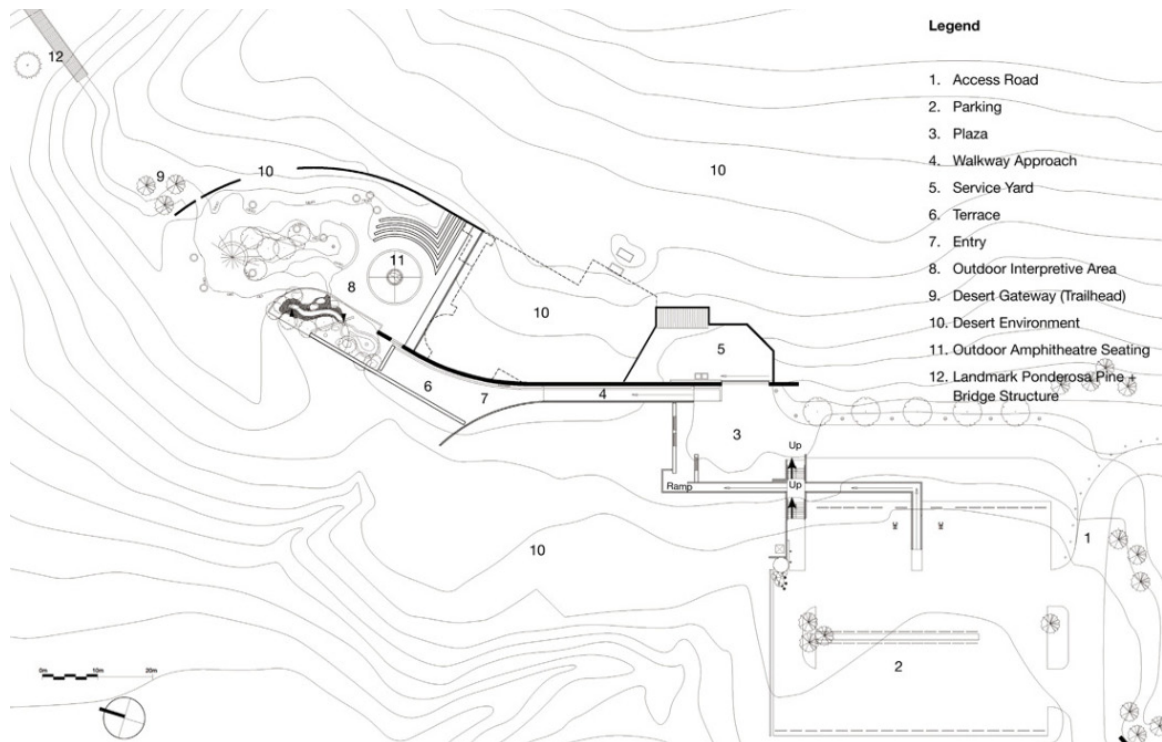 Legend
1. Access Road
2. Parking
3. Plaza
4. Walkway Approach
5. Service Yard
6. Terrace
7. Entry
8. Outdoor Interpretive Area
9. Desert Gateway (Trailhead)
10. Desert Environment
11. Outdoor Amphitheatre Seating
12. Landmark Ponderosa Pine +
Bridge Structure
12
9
10
10
11
8
10
5
6
7
4
3
Up
Ramp
Up
10
1
2
0m 10m 20m